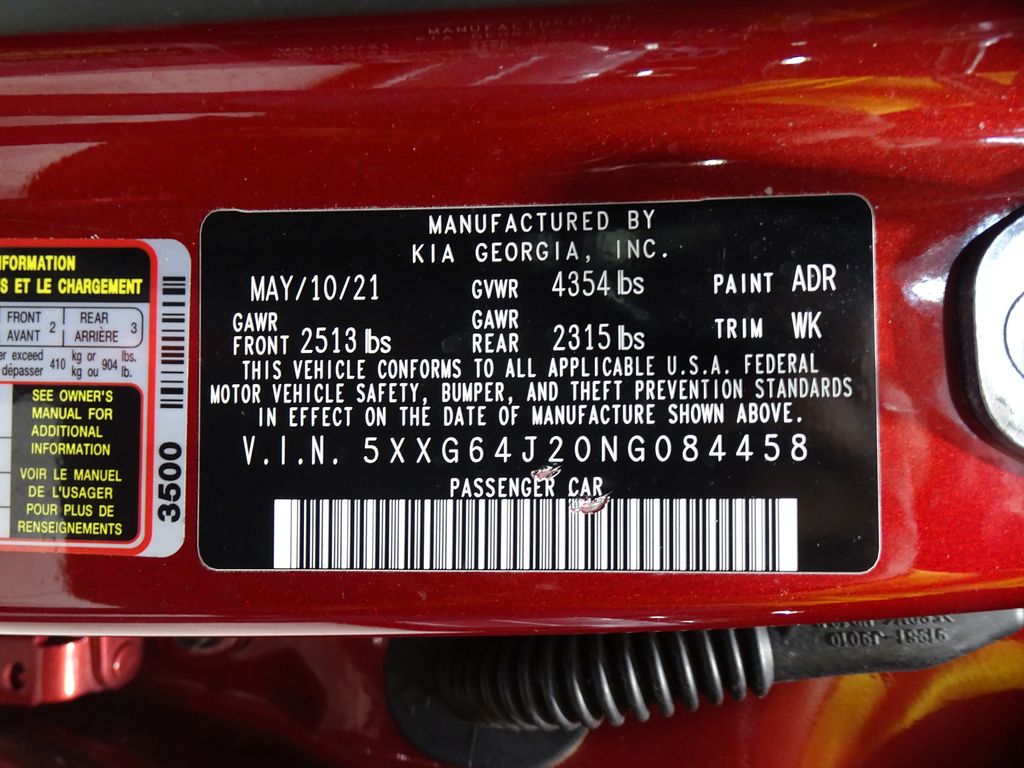 MANUFACTURED BY
KIA GEORGIA, INC.
MAY/10/21 GVWR 4354 lbs PAINT ADR
GAWR FRONT 2513 lbs GAWR REAR 2315 lbs TRIM WK
THIS VEHICLE CONFORMS TO ALL APPLICABLE U.S.A. FEDERAL
MOTOR VEHICLE SAFETY, BUMPER, AND THEFT PREVENTION STANDARDS
IN EFFECT ON THE DATE OF MANUFACTURE SHOWN ABOVE.
V.I.N. 5XXG64J20NG084458
PASSENGER CAR
S ET LE CHARGEMENT
FRONT 2 REAR 3
AVANT ARRIÈRE
exceed 410 kg or 904 lbs.
dépasser kg ou lb.
SEE OWNER'S
MANUAL FOR
ADDITIONAL
INFORMATION
VOIR LE MANUEL
DE L'USAGER
POUR PLUS DE
RENSEIGNEMENTS
3500